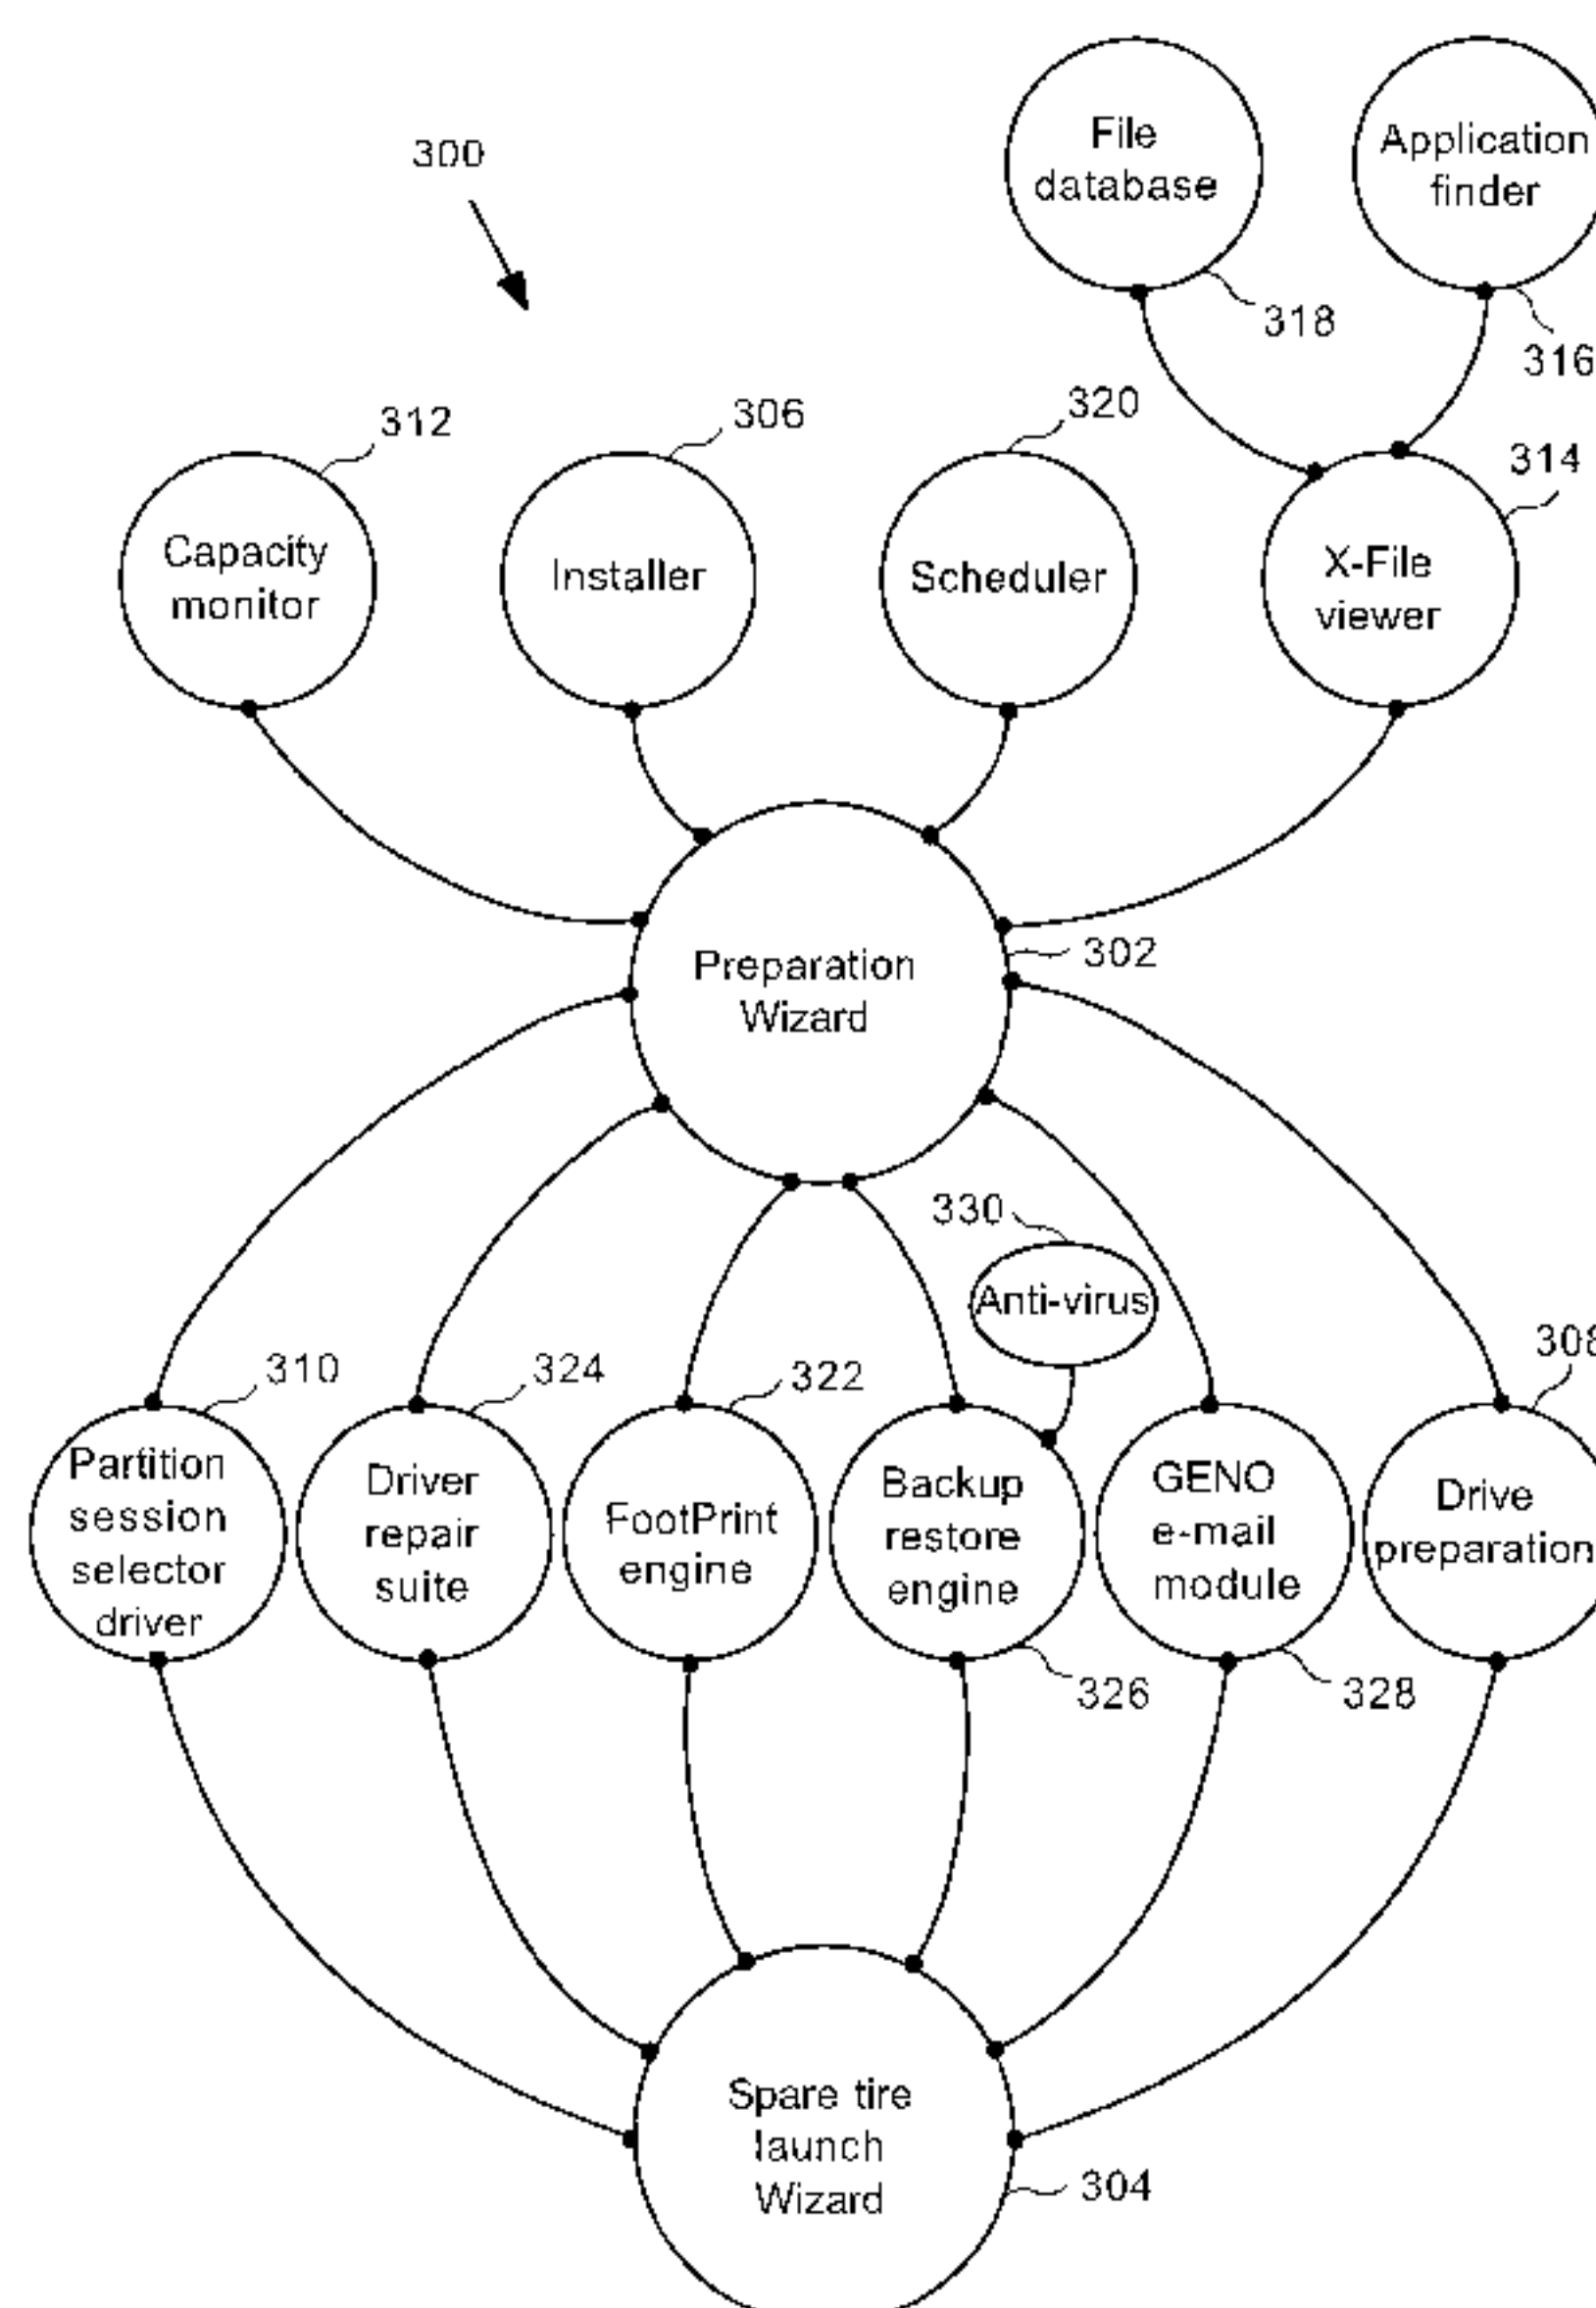 300
File
database
Application
finder
318
316
312
306
320
314
Capacity
monitor
Installer
Scheduler
X-File
viewer
Preparation
Wizard
302
330
Anti-virus
310
324
322
308
Partition
session
selector
driver
Driver
repair
suite
FootPrint
engine
Backup
restore
engine
GENO
e-mail
module
Drive
preparation
326
328
Spare tire
launch
Wizard
304